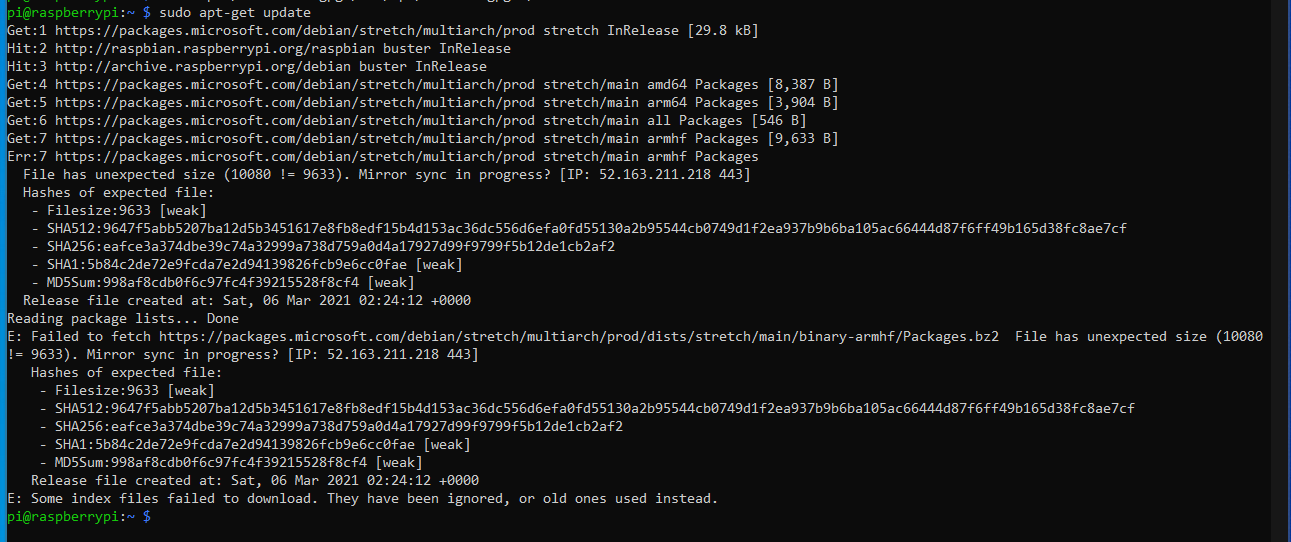 pi@raspberrypi:~ $ sudo apt-get update
Get:1 https://packages.microsoft.com/debian/stretch/multiarch/prod stretch InRelease [29.8 kB]
Hit:2 http://raspbian.raspberrypi.org/raspbian buster InRelease
Hit:3 http://archive.raspberrypi.org/debian buster InRelease
Get:4 https://packages.microsoft.com/debian/stretch/multiarch/prod stretch/main amd64 Packages [8,387 B]
Get:5 https://packages.microsoft.com/debian/stretch/multiarch/prod stretch/main arm64 Packages [3,904 B]
Get:6 https://packages.microsoft.com/debian/stretch/multiarch/prod stretch/main all Packages [546 B]
Get:7 https://packages.microsoft.com/debian/stretch/multiarch/prod stretch/main armhf Packages [9,633 B]
Err:7 https://packages.microsoft.com/debian/stretch/multiarch/prod stretch/main armhf Packages
File has unexpected size (10080 != 9633). Mirror sync in progress? [IP: 52.163.211.218 443]
Hashes of expected file:
- Filesize:9633 [weak]
- SHA512:9647f5abb5207ba12d5b3451617e8fb8edf15b4d153ac36dc556d6efa0fd55130a2b95544cb0749d1f2ea937b9b6ba105ac66444d87f6ff49b165d38fc8ae7cf
- SHA256:eafce3a374dbe39c74a32999a738d759a0d4a17927d99f9799f5b12de1cb2af2
- SHA1:5b84c2de72e9fcda7e2d94139826fcb9e6cc0fae [weak]
- MD5Sum:998af8cdb0f6c97fc4f39215528f8cf4 [weak]
Release file created at: Sat, 06 Mar 2021 02:24:12 +0000
Reading package lists... Done
E: Failed to fetch https://packages.microsoft.com/debian/stretch/multiarch/prod/dists/stretch/main/binary-armhf/Packages.bz2  File has unexpected size (10080
!= 9633). Mirror sync in progress? [IP: 52.163.211.218 443]
Hashes of expected file:
- Filesize:9633 [weak]
- SHA512:9647f5abb5207ba12d5b3451617e8fb8edf15b4d153ac36dc556d6efa0fd55130a2b95544cb0749d1f2ea937b9b6ba105ac66444d87f6ff49b165d38fc8ae7cf
- SHA256:eafce3a374dbe39c74a32999a738d759a0d4a17927d99f9799f5b12de1cb2af2
- SHA1:5b84c2de72e9fcda7e2d94139826fcb9e6cc0fae [weak]
- MD5Sum:998af8cdb0f6c97fc4f39215528f8cf4 [weak]
Release file created at: Sat, 06 Mar 2021 02:24:12 +0000
E: Some index files failed to download. They have been ignored, or old ones used instead.
pi@raspberrypi:~ $